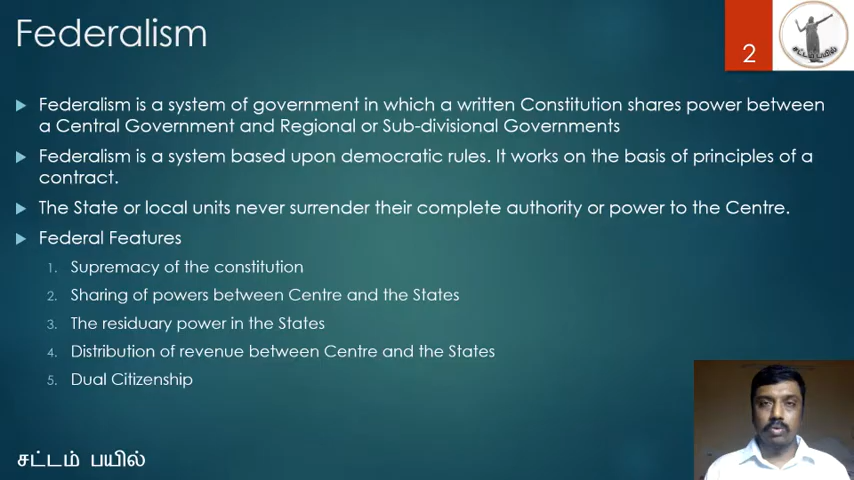 Federalism
2
சட்டம் பயில்
Federalism is a system of government in which a written Constitution shares power between
a Central Government and Regional or Sub-divisional Governments
Federalism is a system based upon democratic rules. It works on the basis of principles of a
contract.
The State or local units never surrender their complete authority or power to the Centre.
Federal Features
1. Supremacy of the constitution
2. Sharing of powers between Centre and the States
3. The residuary power in the States
4. Distribution of revenue between Centre and the States
5. Dual Citizenship
சட்டம் பயில்